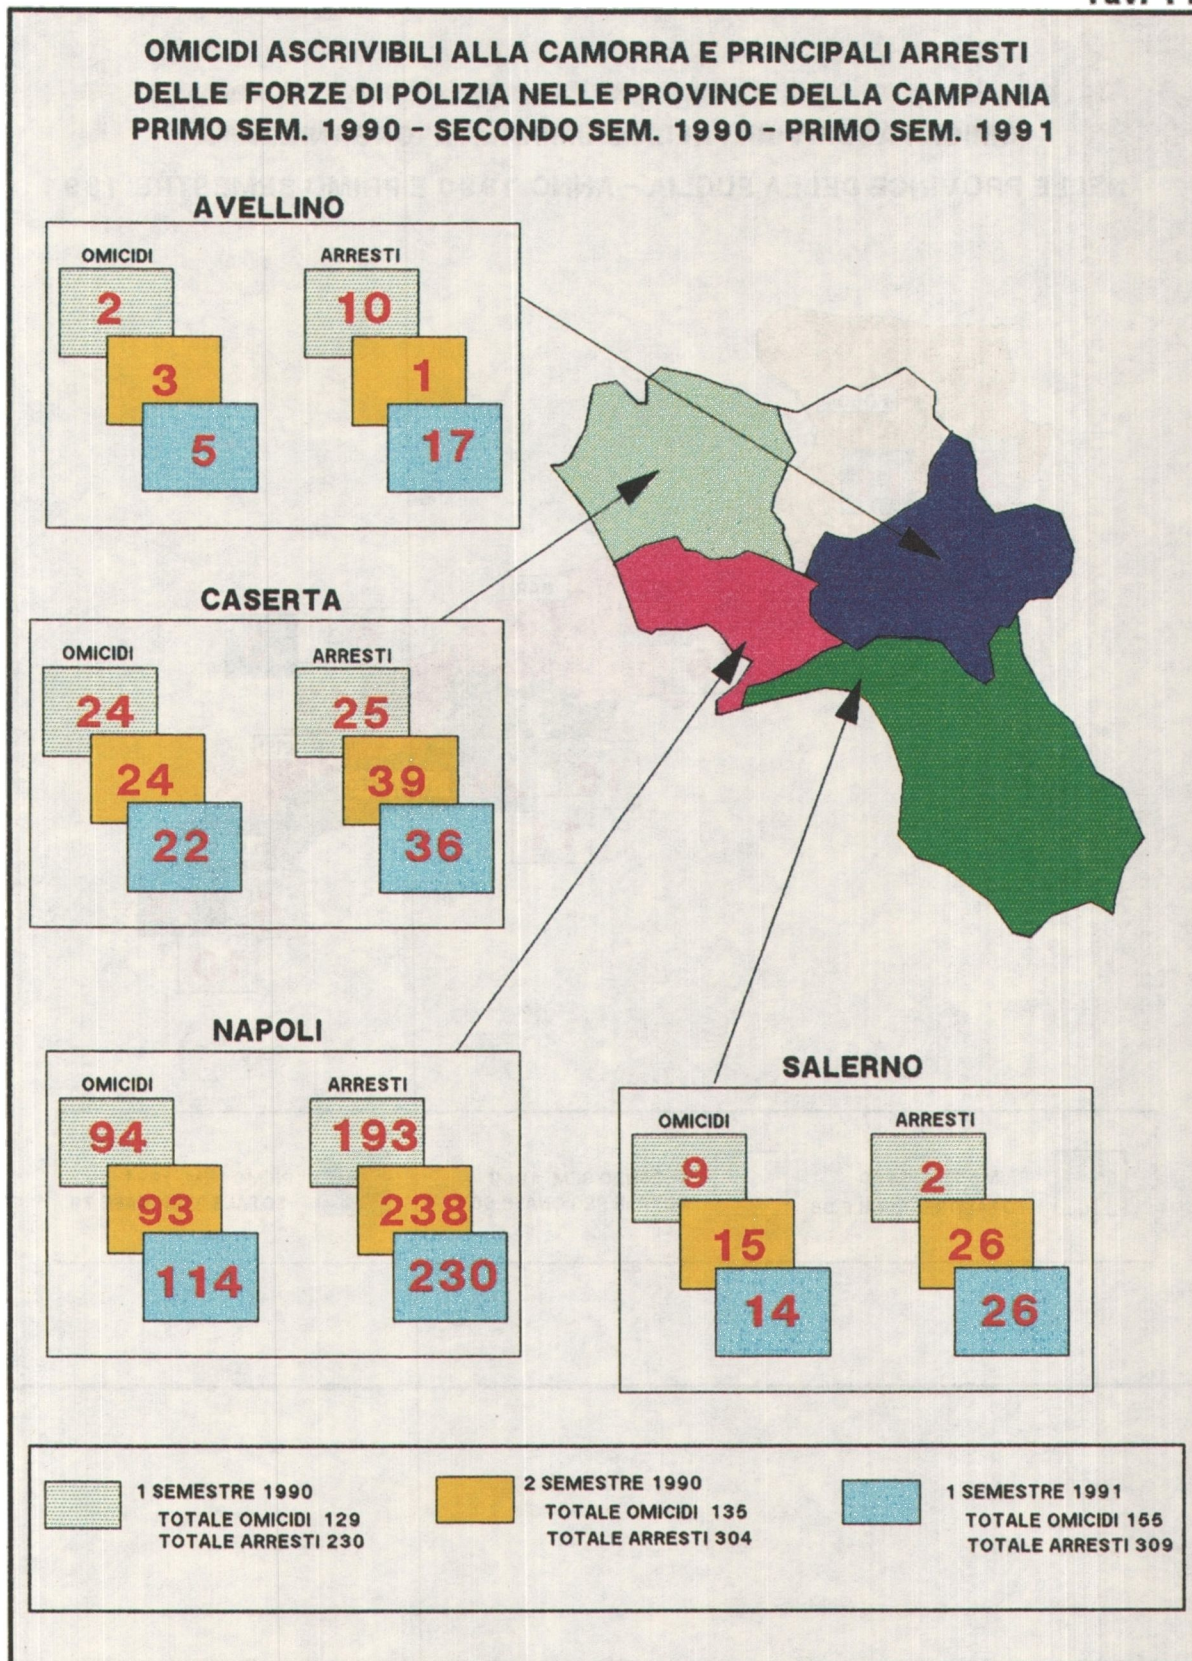 OMICIDI ASCRIVIBILI ALLA CAMORRA E PRINCIPALI ARRESTI
DELLE FORZE DI POLIZIA NELLE PROVINCE DELLA CAMPANIA
PRIMO SEM. 1990 - SECONDO SEM. 1990 - PRIMO SEM. 1991
AVELLINO
OMICIDI ARRESTI
2 10
3 1
5 17
CASERTA
OMICIDI ARRESTI
24 25
24 39
22 36
NAPOLI
OMICIDI ARRESTI
94 193
93 238
114 230
SALERNO
OMICIDI ARRESTI
9 2
15 26
14 26
1 SEMESTRE 1990
TOTALE OMICIDI 129
TOTALE ARRESTI 230
2 SEMESTRE 1990
TOTALE OMICIDI 135
TOTALE ARRESTI 304
1 SEMESTRE 1991
TOTALE OMICIDI 155
TOTALE ARRESTI 309